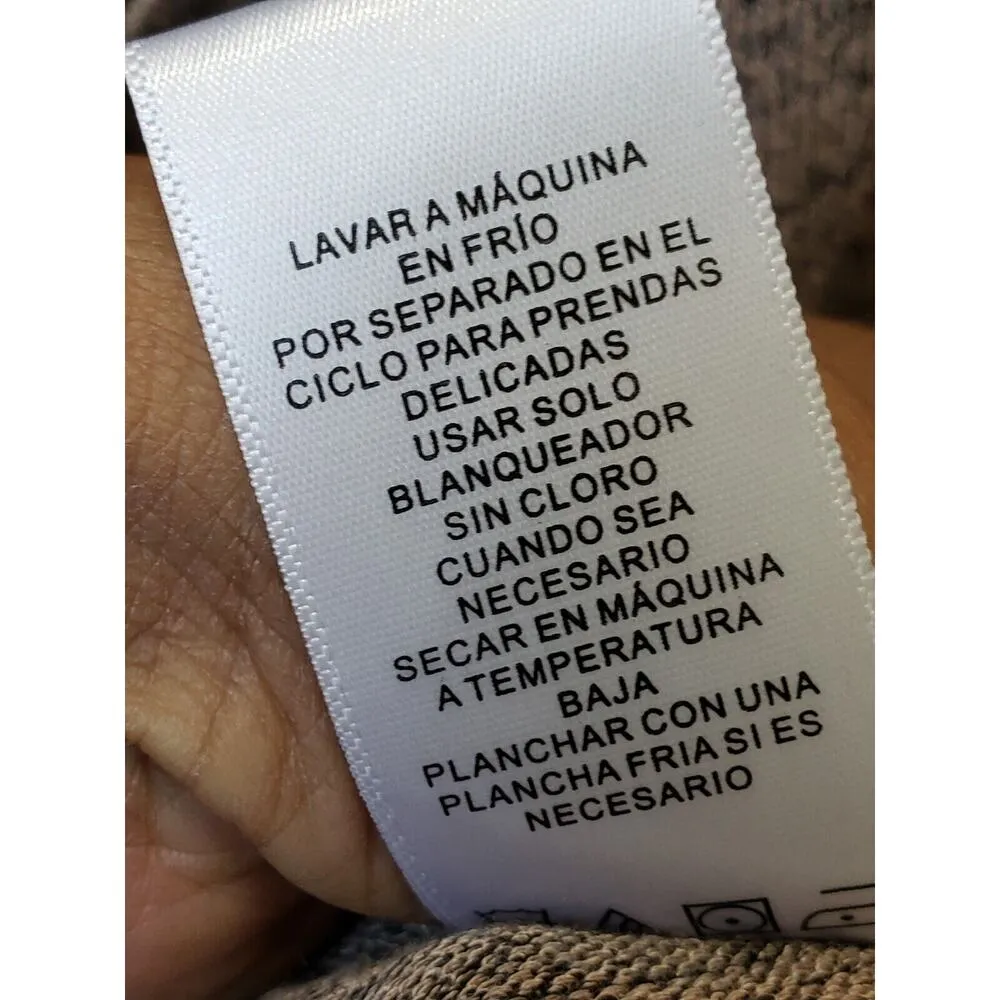 LAVAR A MÁQUINA
EN FRÍO
POR SEPARADO EN EL
CICLO PARA PRENDAS
DELICADAS
USAR SOLO
BLANQUEADOR
SIN CLORO
CUANDO SEA
NECESARIO
SECAR EN MÁQUINA
A TEMPERATURA
BAJA
PLANCHAR CON UNA
PLANCHA FRIA SI ES
NECESARIO